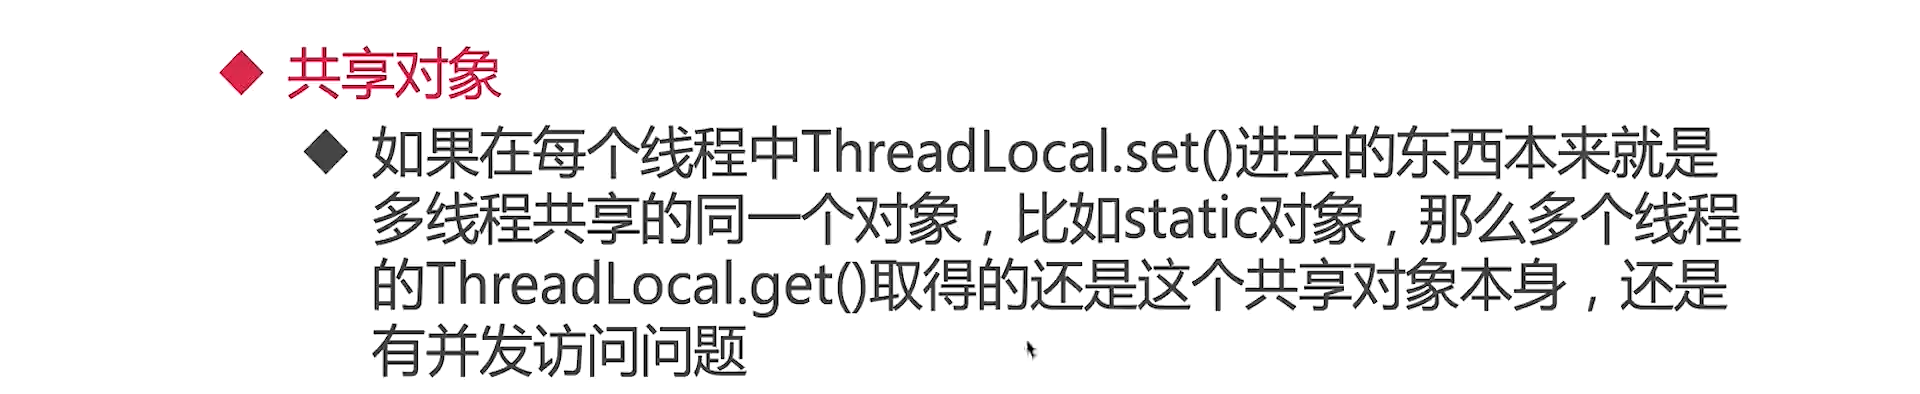 共享对象
如果在每个线程中ThreadLocal.set()进去的东西本来就是
多线程共享的同一个对象，比如static对象，那么多个线程
的ThreadLocal.get()取得的还是这个共享对象本身，还是
有并发访问问题